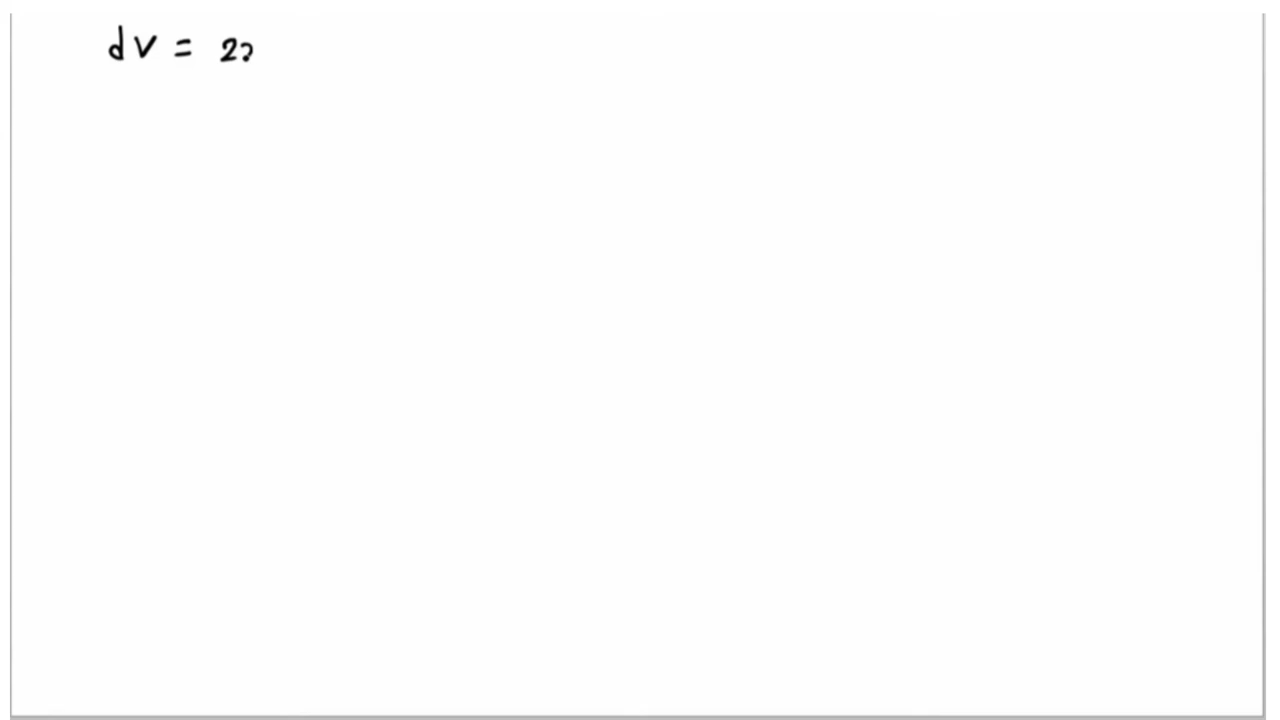 dv = 2?